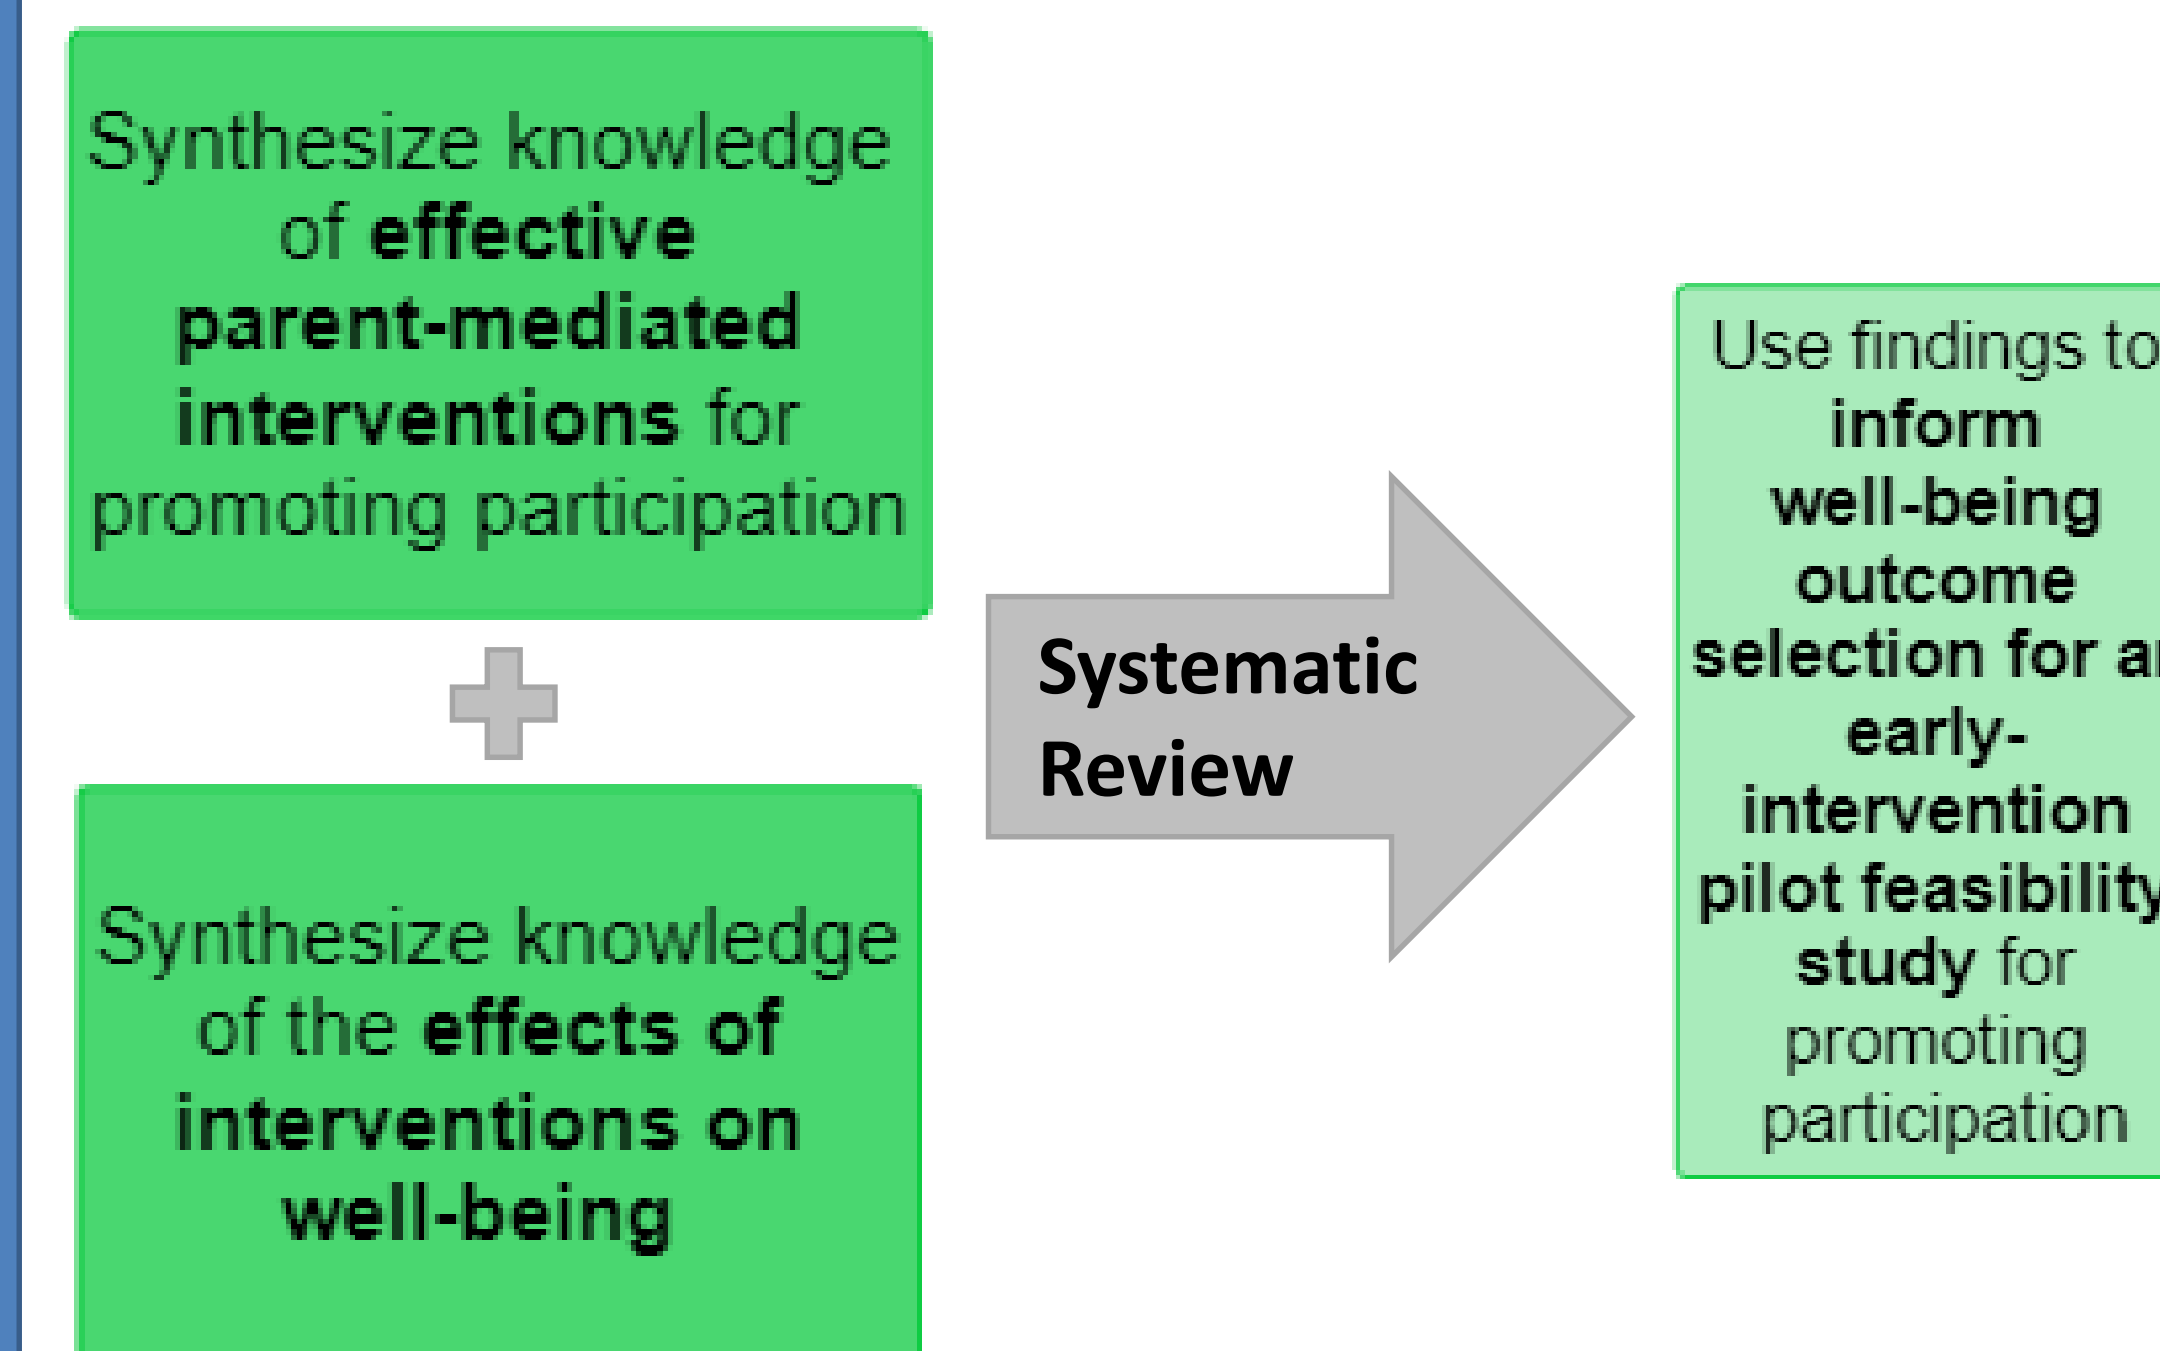 Synthesize knowledge
of effective
parent-mediated
interventions for
promoting participation
Synthesize knowledge
of the effects of
interventions on
well-being
Systematic
Review
Use findings to
inform
well-being
outcome
selection for
early-
intervention
pilot feasibility
study for
promoting
participation